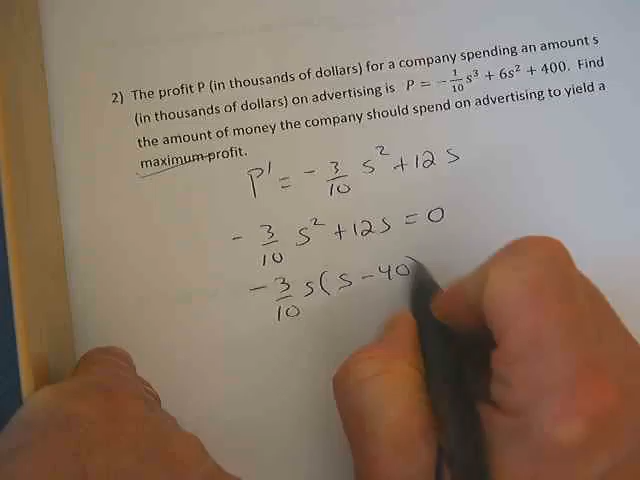 2) The profit P (in thousands of dollars) for a company spending an amount s
(in thousands of dollars) on advertising is P = −1/10 s³ + 6s² + 400. Find
the amount of money the company should spend on advertising to yield a
maximum profit.
P' = - 3/10 s² + 12s
- 3/10 s² + 12s = 0
- 3/10 s(s - 40)